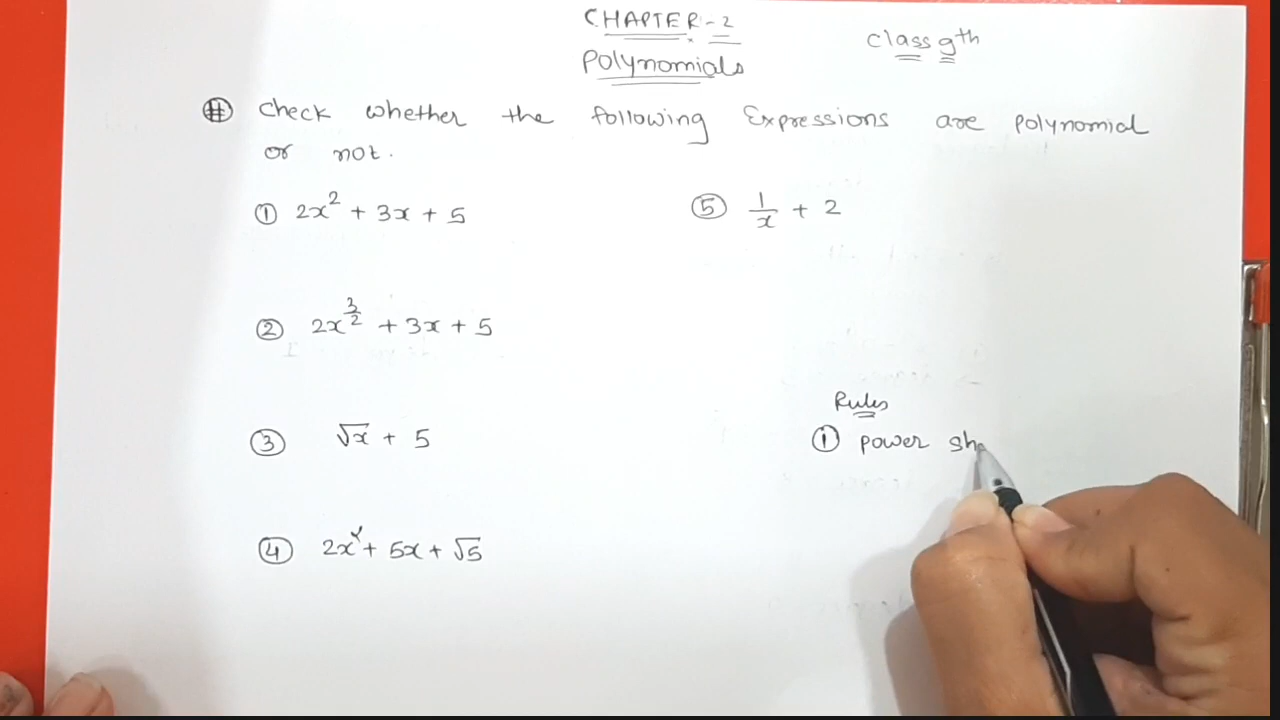 CHAPTER-2
Polynomials
Class 9th
# Check whether the following Expressions are polynomial
or not.
① 2x² + 3x + 5
⑤ 1/x + 2
② 2x^(3/2) + 3x + 5
③ √x + 5
④ 2x + 5x + √5
Rules
① power sh